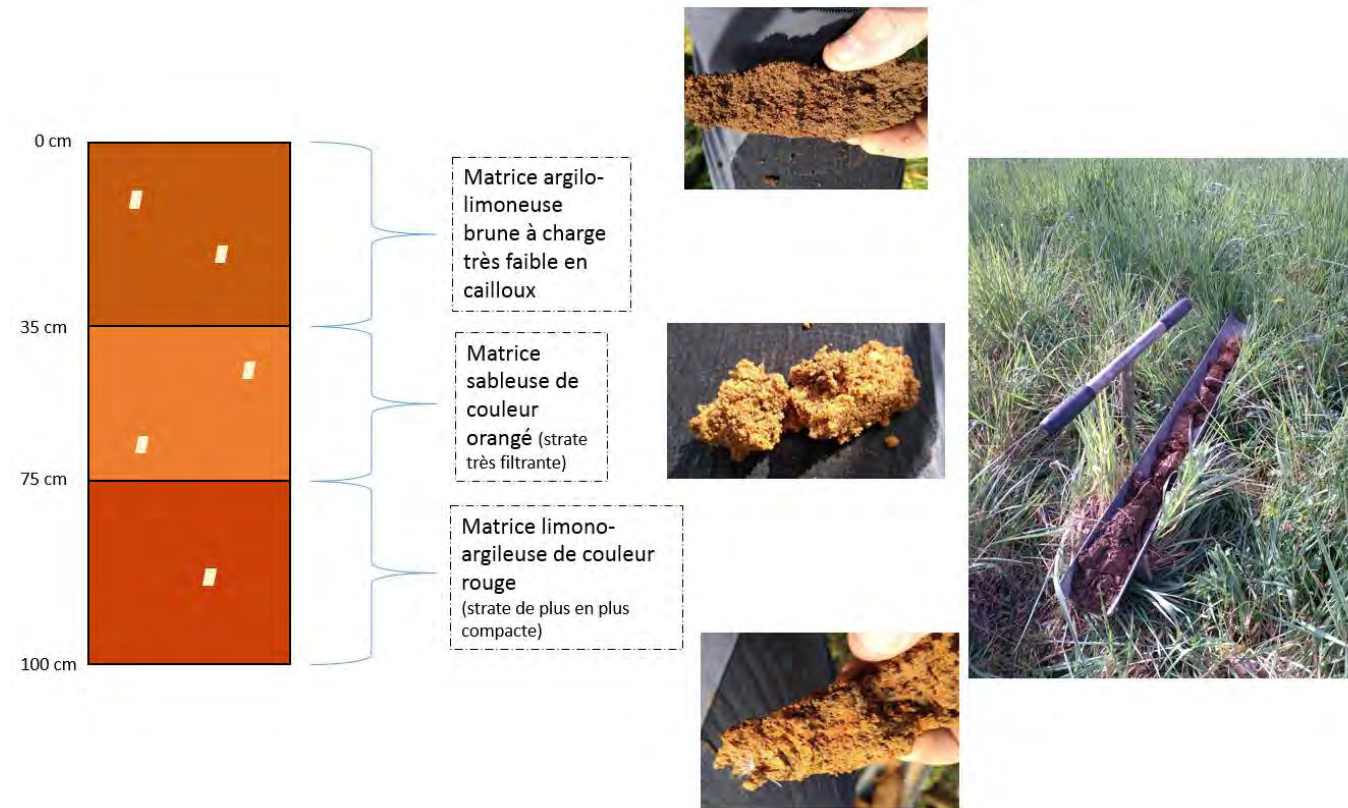 0 cm
Matrice argilo-
limoneuse
brune à charge
très faible en
cailloux
35 cm
Matrice
sableuse de
couleur
orangé (strate
très filtrante)
75 cm
Matrice limono-
argileuse de couleur
rouge
(strate de plus en plus
compacte)
100 cm